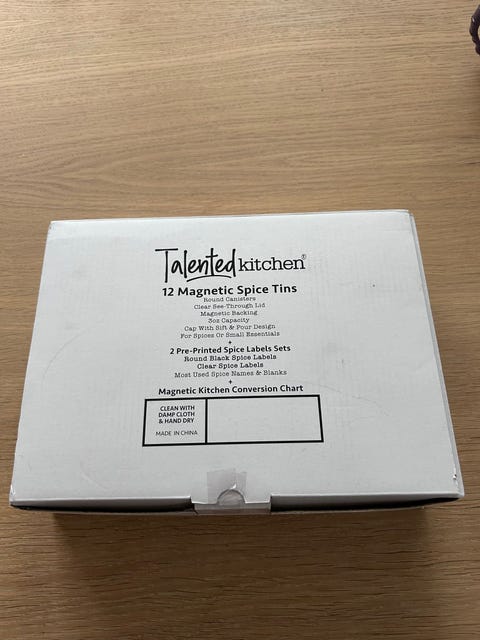 Talented kitchen®
12 Magnetic Spice Tins
Round Canisters
Clear See-Through Lid
Magnetic Backing
3oz Capacity
Cap With Sift & Pour Design
For Spices Or Small Essentials
+
2 Pre-Printed Spice Labels Sets
Round Black Spice Labels
Clear Spice Labels
Most Used Spice Names & Blanks
+
Magnetic Kitchen Conversion Chart
CLEAN WITH
DAMP CLOTH
& HAND DRY
MADE IN CHINA